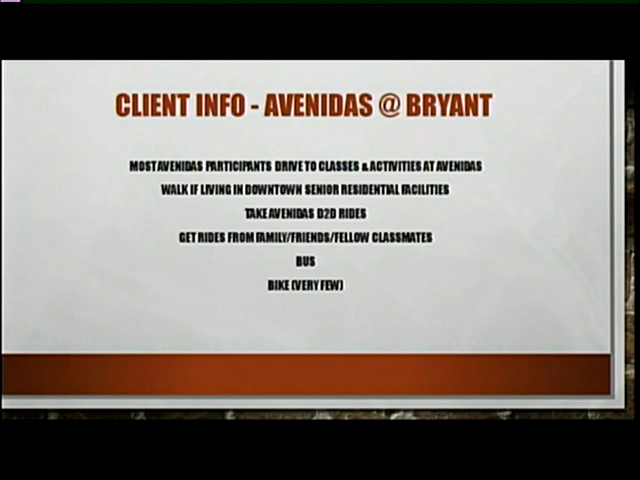 CLIENT INFO - AVENIDAS @ BRYANT
MOST AVENIDAS PARTICIPANTS DRIVE TO CLASSES & ACTIVITIES AT AVENIDAS
WALK IF LIVING IN DOWNTOWN SENIOR RESIDENTIAL FACILITIES
TAKE AVENIDAS D2D RIDES
GET RIDES FROM FAMILY/FRIENDS/FELLOW CLASSMATES
BUS
BIKE (VERY FEW)